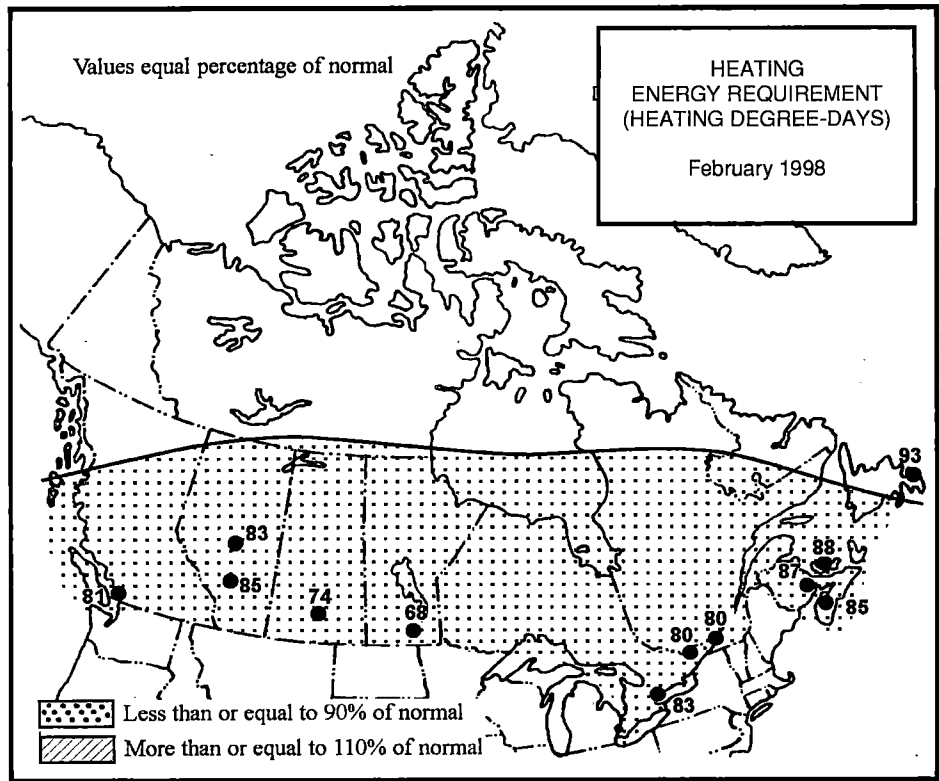 Values equal percentage of normal
HEATING
ENERGY REQUIREMENT
(HEATING DEGREE-DAYS)
February 1998
93
83
88
81
85
87
74
68
85
80
80
83
Less than or equal to 90% of normal
More than or equal to 110% of normal